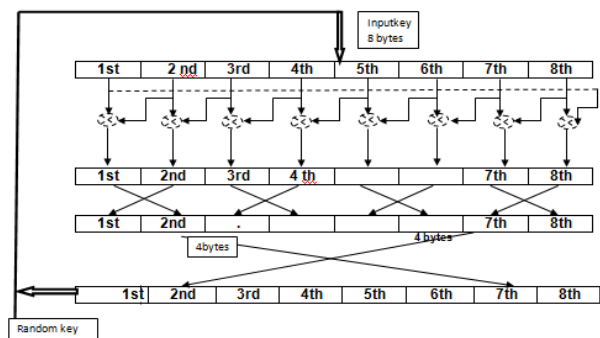 Inputkey
8 bytes
1st 2 nd 3rd 4th 5th 6th 7th 8th
< < < < < < < <
1st 2nd 3rd 4 th 7th 8th
1st 2nd . 7th 8th
4bytes 4 bytes
1st 2nd 3rd 4th 5th 6th 7th 8th
Random key